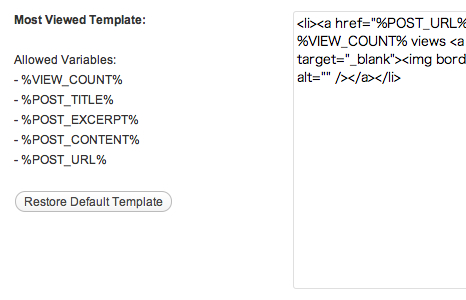 Most Viewed Template:
Allowed Variables:
- %VIEW_COUNT%
- %POST_TITLE%
- %POST_EXCERPT%
- %POST_CONTENT%
- %POST_URL%
Restore Default Template
<li><a href="%POST_URL%
%VIEW_COUNT% views <a
target="_blank"><img bord
alt="" /></a></li>